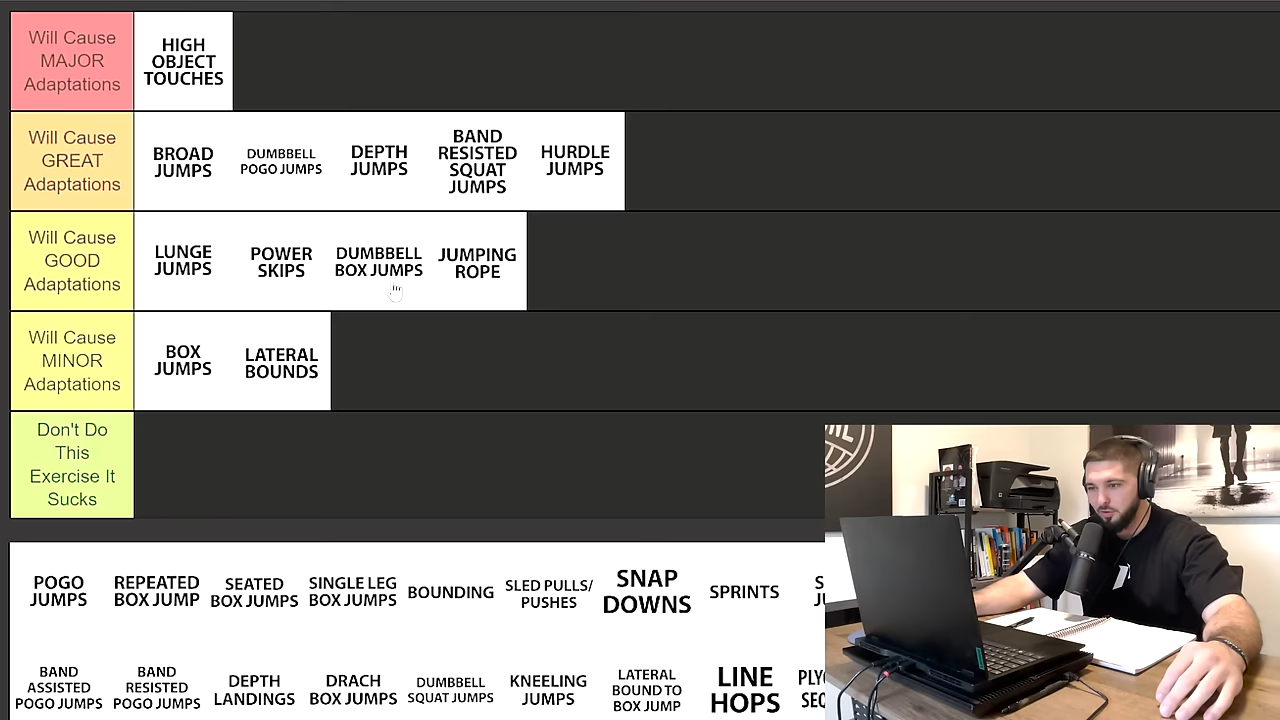 Will Cause
MAJOR
Adaptations
HIGH
OBJECT
TOUCHES
Will Cause
GREAT
Adaptations
BROAD
JUMPS
DUMBBELL
POGO JUMPS
DEPTH
JUMPS
BAND
RESISTED
SQUAT
JUMPS
HURDLE
JUMPS
Will Cause
GOOD
Adaptations
LUNGE
JUMPS
POWER
SKIPS
DUMBBELL
BOX JUMPS
JUMPING
ROPE
Will Cause
MINOR
Adaptations
BOX
JUMPS
LATERAL
BOUNDS
Don't Do
This
Exercise It
Sucks
POGO
JUMPS
REPEATED
BOX JUMP
SEATED
BOX JUMPS
SINGLE LEG
BOX JUMPS
BOUNDING
SLED PULLS/
PUSHES
SNAP
DOWNS
SPRINTS
BAND
ASSISTED
POGO JUMPS
BAND
RESISTED
POGO JUMPS
DEPTH
LANDINGS
DRACH
BOX JUMPS
DUMBBELL
SQUAT JUMPS
KNEELING
JUMPS
LATERAL
BOUND TO
BOX JUMP
LINE
HOPS